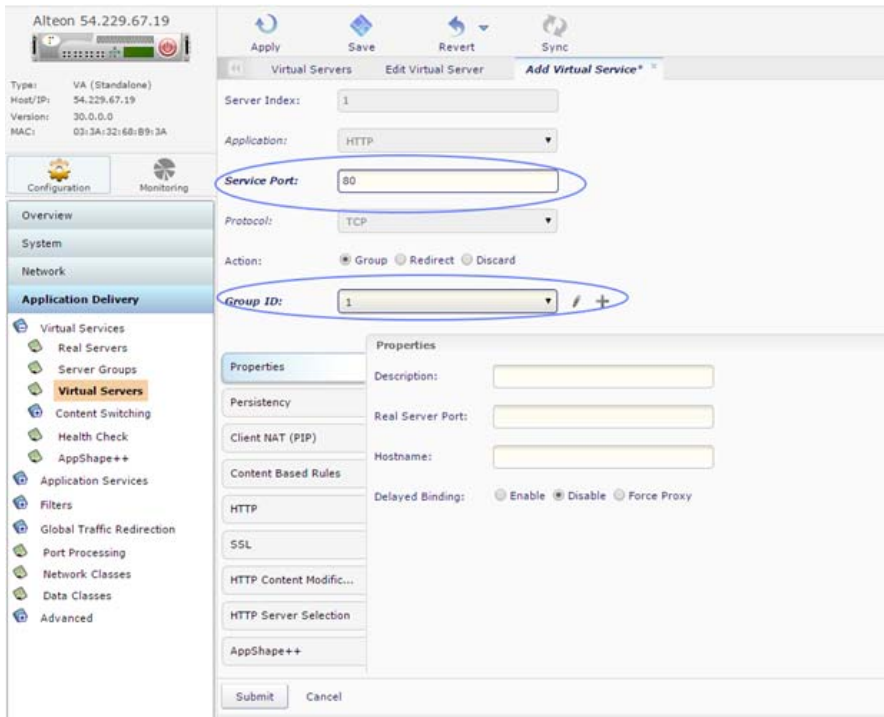 Alteon 54.229.67.19
Type: VA (Standalone)
Host/IP: 54.229.67.19
Version: 30.0.0.0
MAC: 03:3A:32:68:B9:3A
Configuration Monitoring
Overview
System
Network
Application Delivery
Virtual Services
Real Servers
Server Groups
Virtual Servers
Content Switching
Health Check
AppShape++
Application Services
Filters
Global Traffic Redirection
Port Processing
Network Classes
Data Classes
Advanced
Apply Save Revert Sync
Virtual Servers Edit Virtual Server Add Virtual Service*
Server Index: 1
Application: HTTP
Service Port: 80
Protocol: TCP
Action: Group Redirect Discard
Group ID: 1
Properties
Persistency
Client NAT (PIP)
Content Based Rules
HTTP
SSL
HTTP Content Modific...
HTTP Server Selection
AppShape++
Properties
Description:
Real Server Port:
Hostname:
Delayed Binding: Enable Disable Force Proxy
Submit Cancel